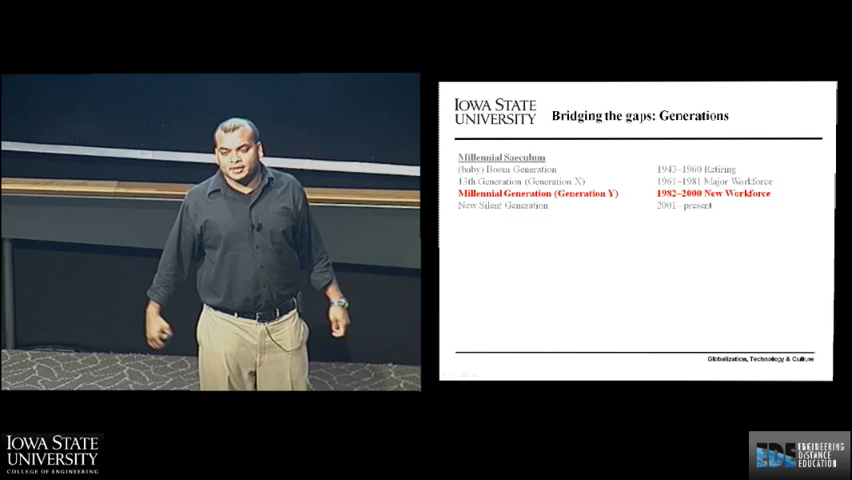 IOWA STATE
UNIVERSITY
Bridging the gaps: Generations
Millennial Saeculum
(baby) Boom Generation 1943–1960 Retiring
13th Generation (Generation X) 1961–1981 Major Workforce
Millennial Generation (Generation Y) 1982–2000 New Workforce
New Silent Generation 2001– present
Globalization, Technology & Culture
IOWA STATE
UNIVERSITY
COLLEGE OF ENGINEERING
EDE ENGINEERING
DISTANCE
EDUCATION